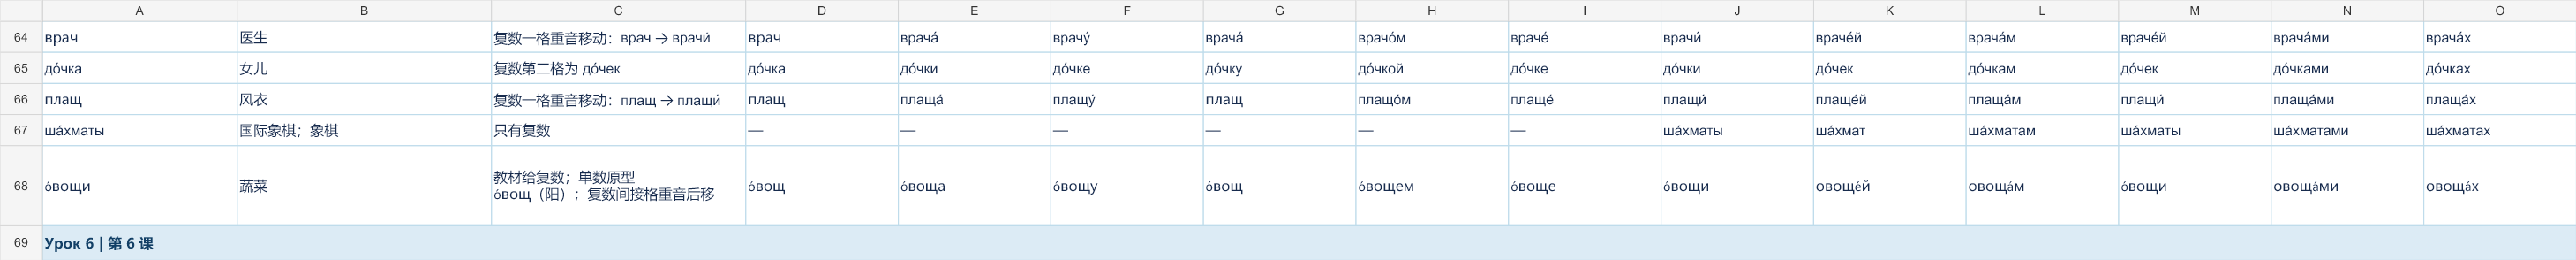 A B C D E F G H I J K L M N O
64 врач 医生 复数一格重音移动：врач → врачи́ врач врача́ врачу́ врача́ врачо́м враче́ врачи́ враче́й врача́м враче́й врача́ми врача́х
65 до́чка 女儿 复数第二格为 до́чек до́чка до́чки до́чке до́чку до́чкой до́чке до́чки до́чек до́чкам до́чек до́чками до́чках
66 плащ 风衣 复数一格重音移动：плащ → плащи́ плащ плаща́ плащу́ плащ плащо́м плаще́ плащи́ плаще́й плаща́м плащи́ плаща́ми плаща́х
67 ша́хматы 国际象棋；象棋 只有复数 — — — — — — ша́хматы ша́хмат ша́хматам ша́хматы ша́хматами ша́хматах
68 о́вощи 蔬菜 教材给复数；单数原型
о́вощ（阳）；复数间接格重音后移 о́вощ о́воща о́вощу о́вощ о́вощем о́воще о́вощи овоще́й овоща́м о́вощи овоща́ми овоща́х
69 Урок 6 | 第 6 课